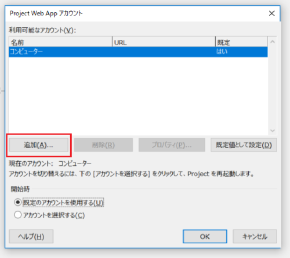 Project Web App アカウント
利用可能なアカウント(V):
名前 URL 既定
コンピューター はい
追加(A)... 削除(R) プロパティ(P)... 既定値として設定(D)
現在のアカウント: コンピューター
アカウントを切り替えるには、下の [アカウントを選択する] をクリックして、Project を再起動します。
開始時
既定のアカウントを使用する(U)
アカウントを選択する(C)
ヘルプ(H) OK キャンセル